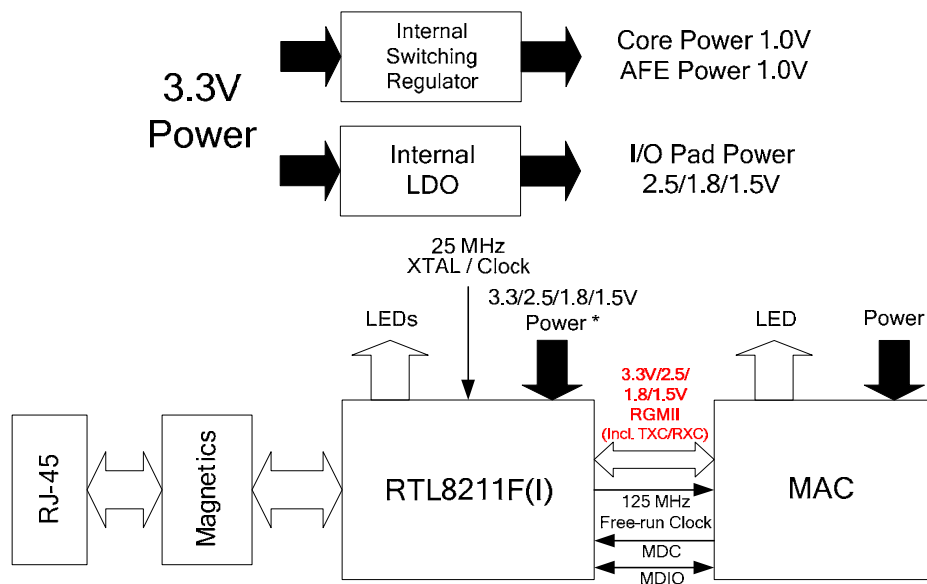 Internal
Switching
Regulator
Core Power 1.0V
AFE Power 1.0V
3.3V
Power
Internal
LDO
I/O Pad Power
2.5/1.8/1.5V
25 MHz
XTAL / Clock
3.3/2.5/1.8/1.5V
Power *
LEDs
LED
Power
3.3V/2.5/
1.8/1.5V
RGMII
(Incl. TXC/RXC)
RJ-45
Magnetics
RTL8211F(I)
MAC
125 MHz
Free-run Clock
MDC
MDIO